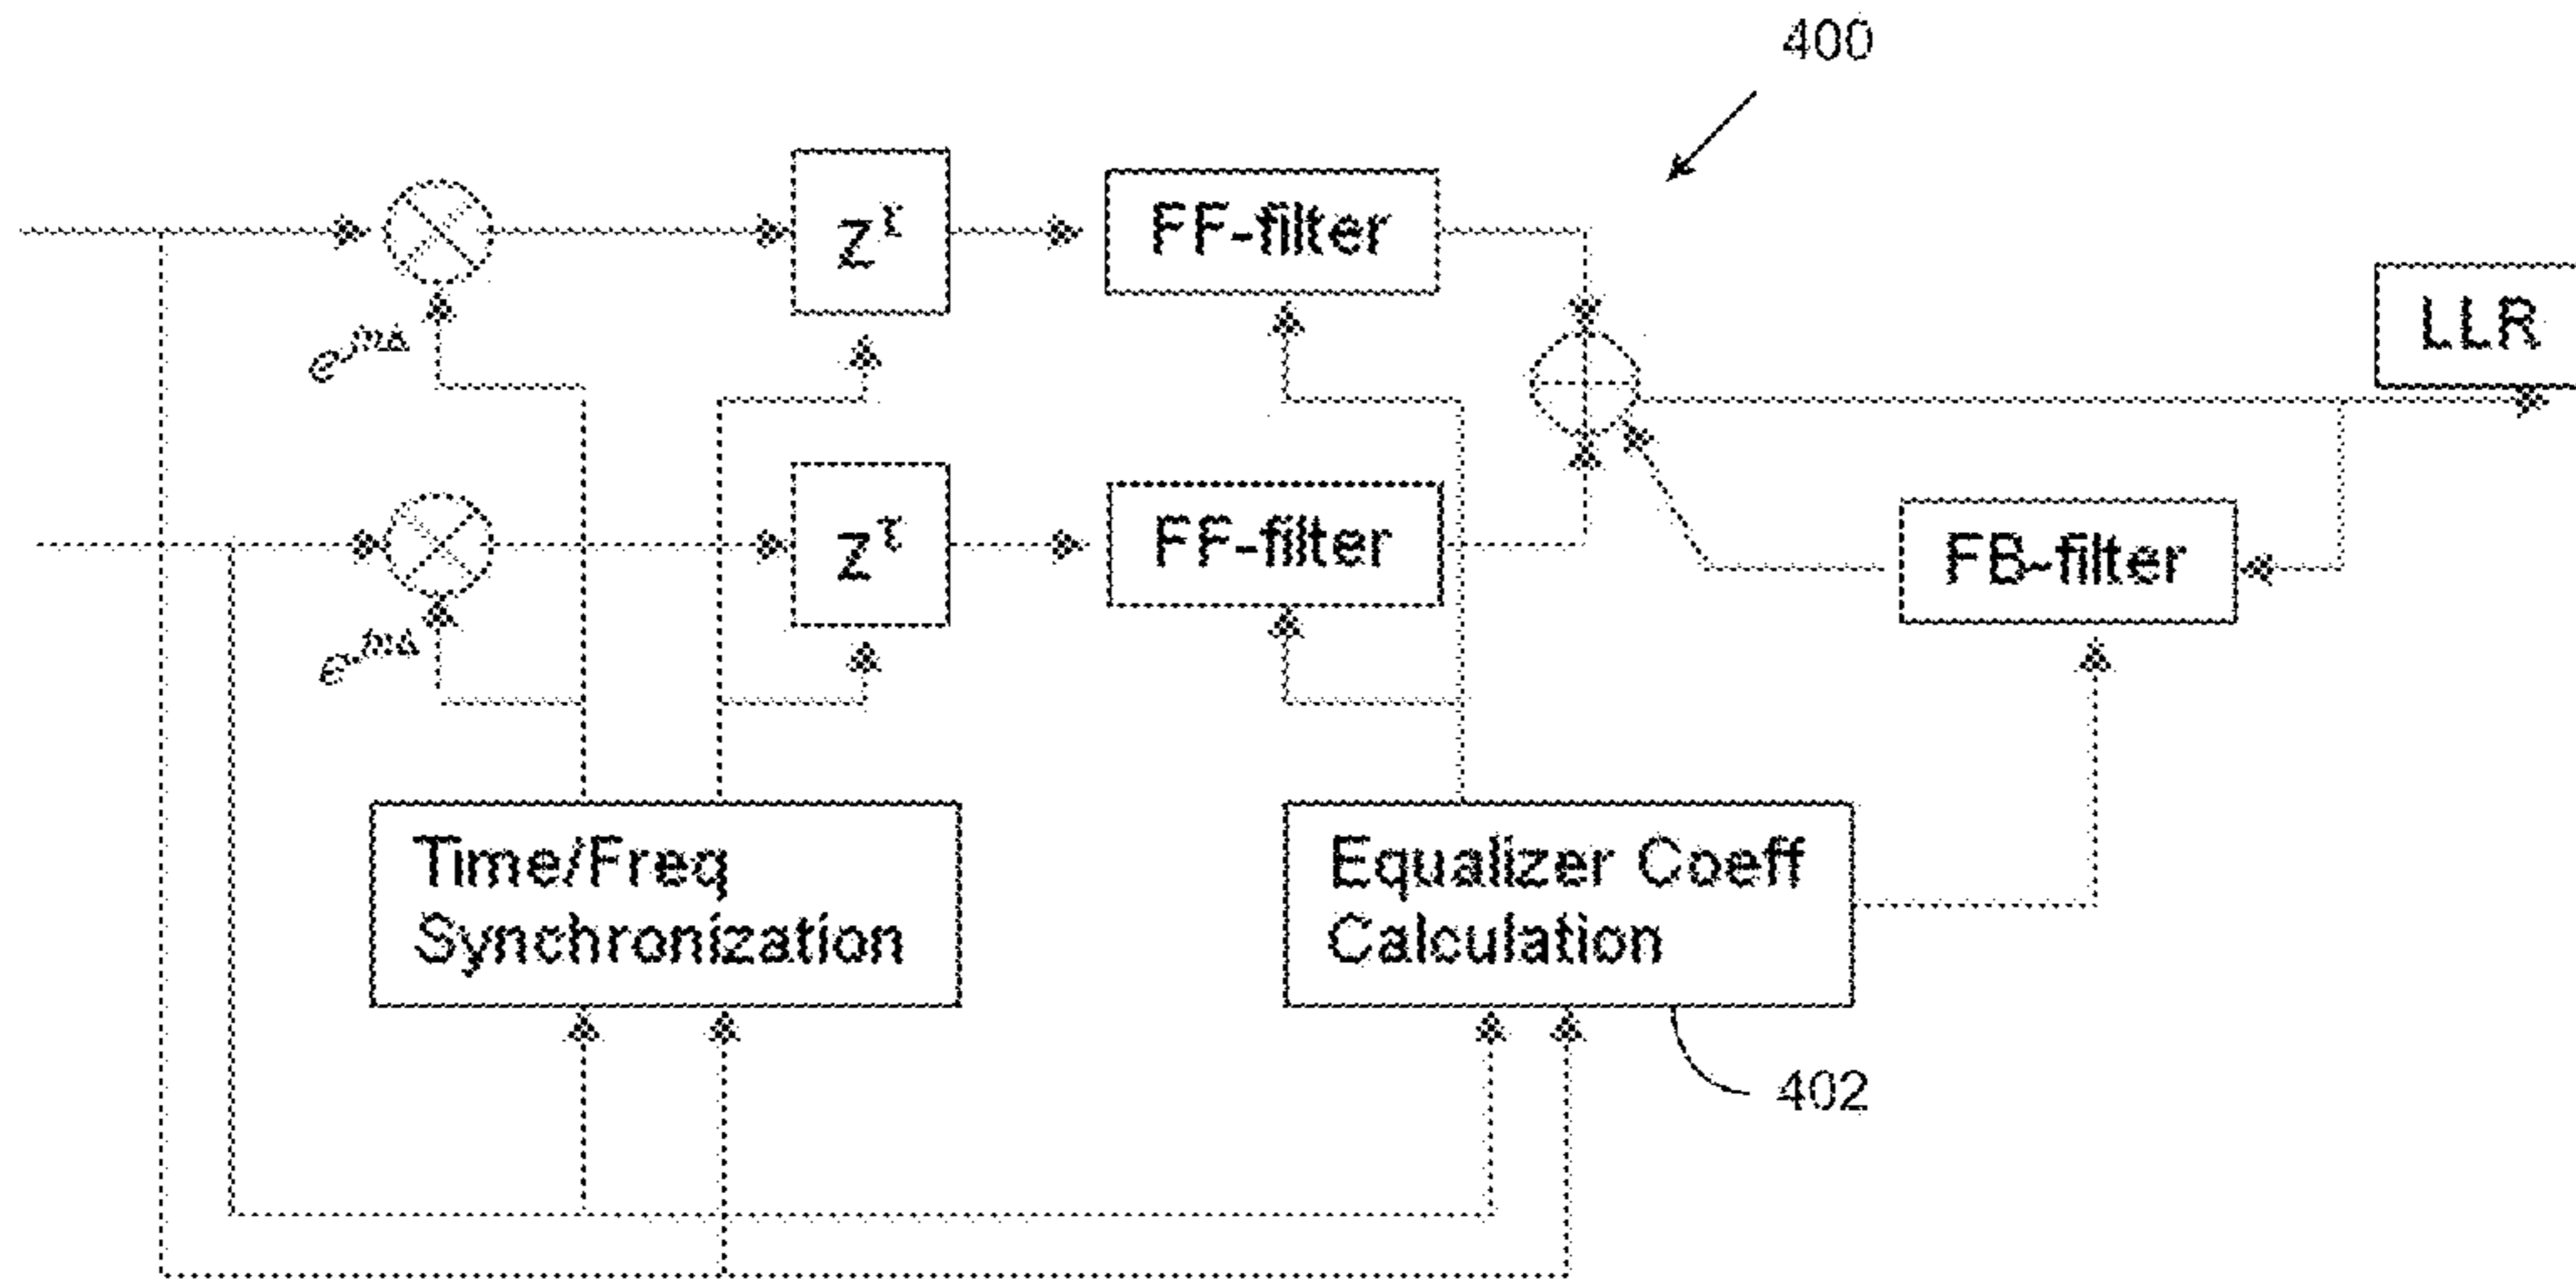 400
Z^τ
FF-filter
LLR
Z^τ
FF-filter
FB-filter
Time/Freq
Synchronization
Equalizer Coeff
Calculation
402